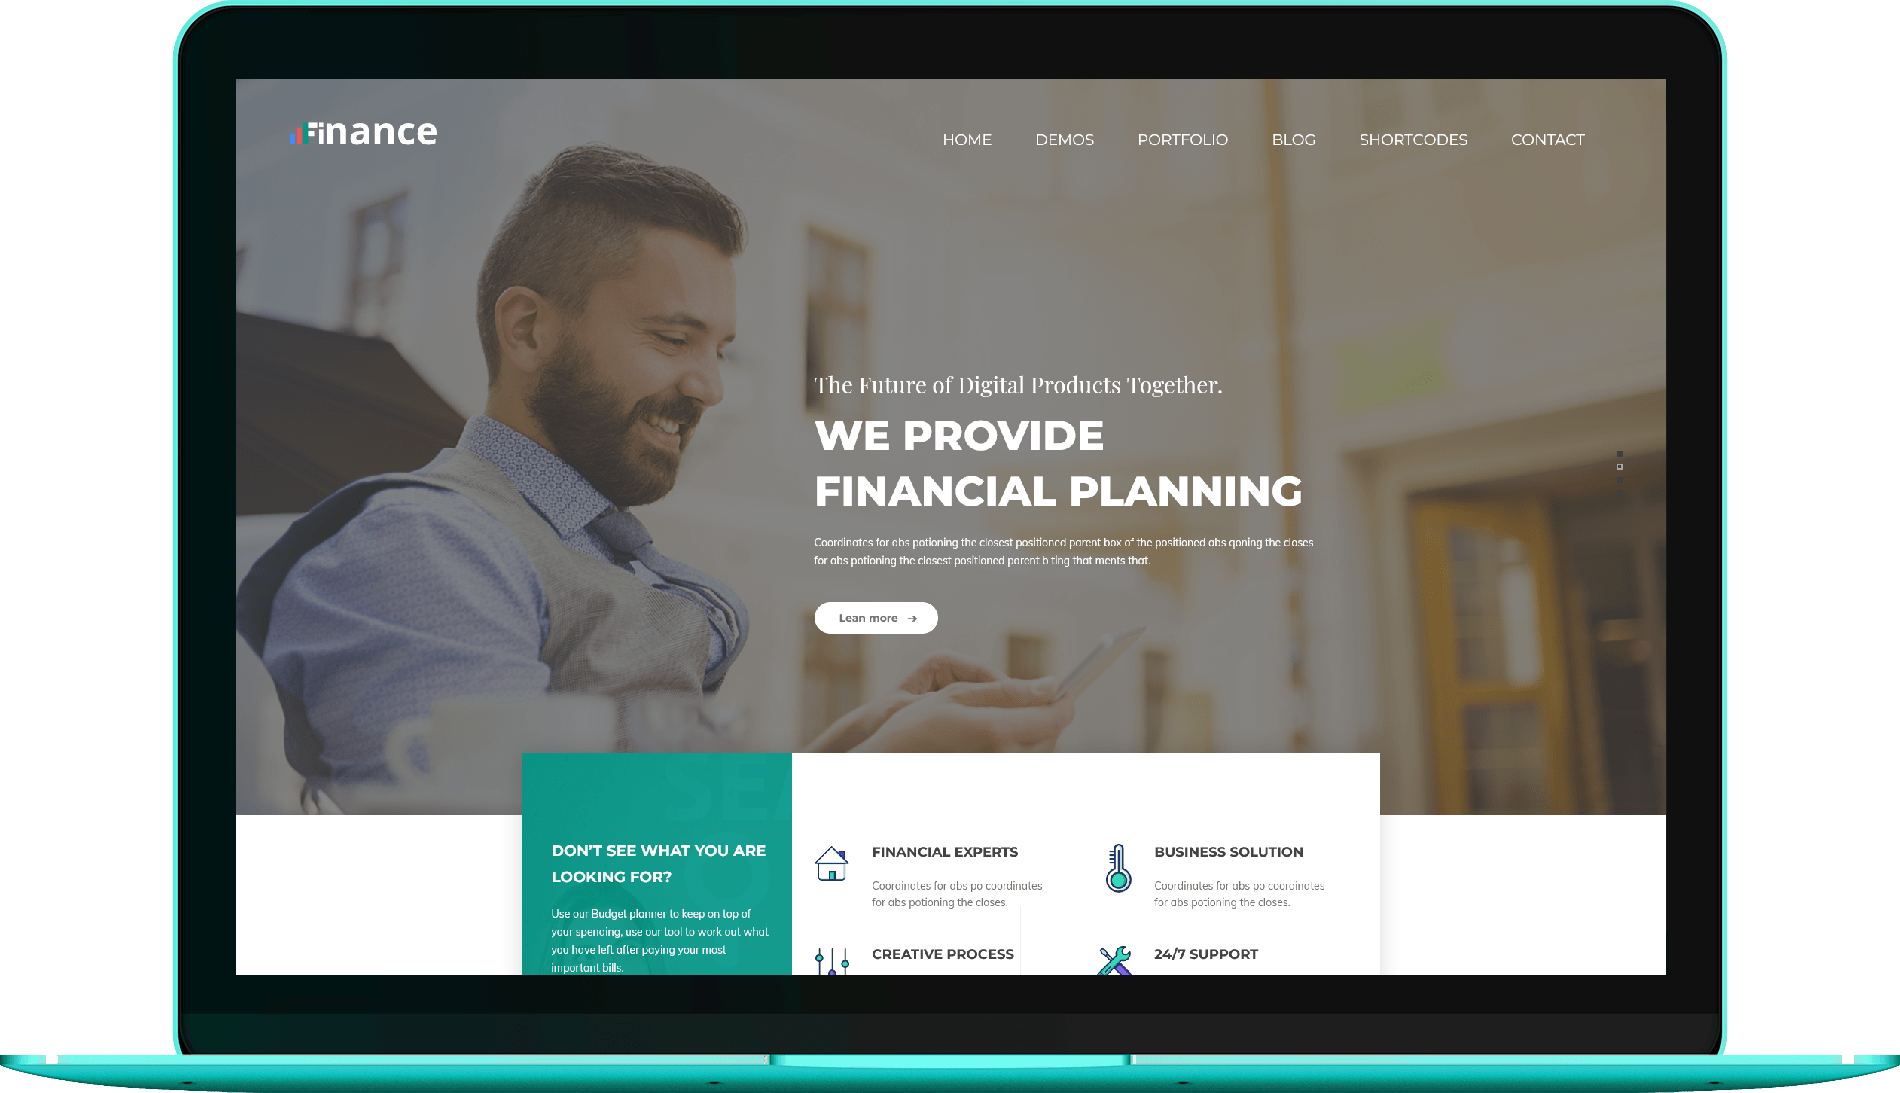 Finance
HOME DEMOS PORTFOLIO BLOG SHORTCODES CONTACT
The Future of Digital Products Together.
WE PROVIDE
FINANCIAL PLANNING
Coordinates for abs potioning the closest positioned parent box of the positioned abs qoning the closes
for abs potioning the closest positioned parent b ting that ments that.
Lean more →
DON'T SEE WHAT YOU ARE
LOOKING FOR?
Use our Budget planner to keep on top of
your spending, use our tool to work out what
you have left after paying your most
important bills.
FINANCIAL EXPERTS
Coordinates for abs po coordinates
for abs potioning the closes.
BUSINESS SOLUTION
Coordinates for abs po coordinates
for abs potioning the closes.
CREATIVE PROCESS
24/7 SUPPORT